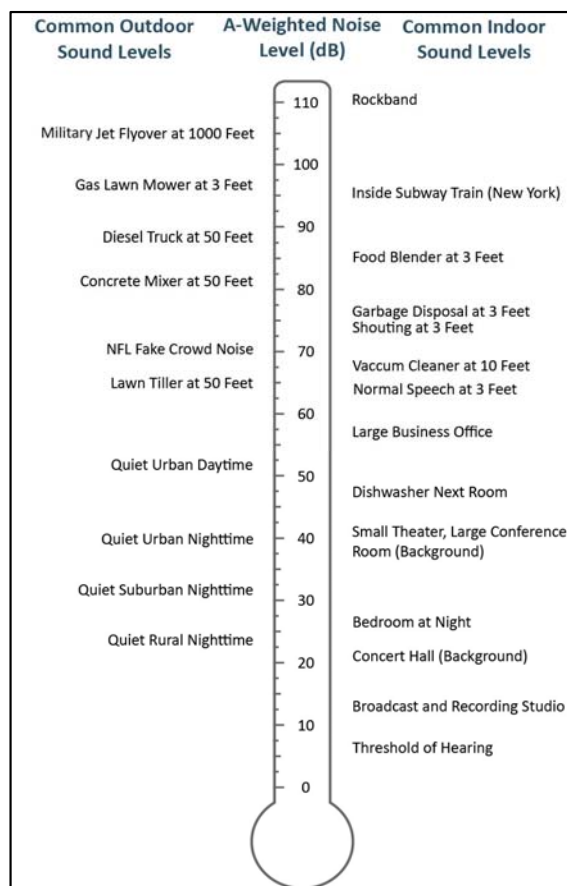 Common Outdoor
Sound Levels
A-Weighted Noise
Level (dB)
Common Indoor
Sound Levels
110
Rockband
Military Jet Flyover at 1000 Feet
100
Gas Lawn Mower at 3 Feet
Inside Subway Train (New York)
90
Diesel Truck at 50 Feet
Food Blender at 3 Feet
Concrete Mixer at 50 Feet
80
Garbage Disposal at 3 Feet
Shouting at 3 Feet
NFL Fake Crowd Noise
70
Vaccum Cleaner at 10 Feet
Lawn Tiller at 50 Feet
Normal Speech at 3 Feet
60
Large Business Office
Quiet Urban Daytime
50
Dishwasher Next Room
Quiet Urban Nighttime
40
Small Theater, Large Conference
Room (Background)
Quiet Suburban Nighttime
30
Bedroom at Night
Quiet Rural Nighttime
20
Concert Hall (Background)
Broadcast and Recording Studio
10
Threshold of Hearing
0